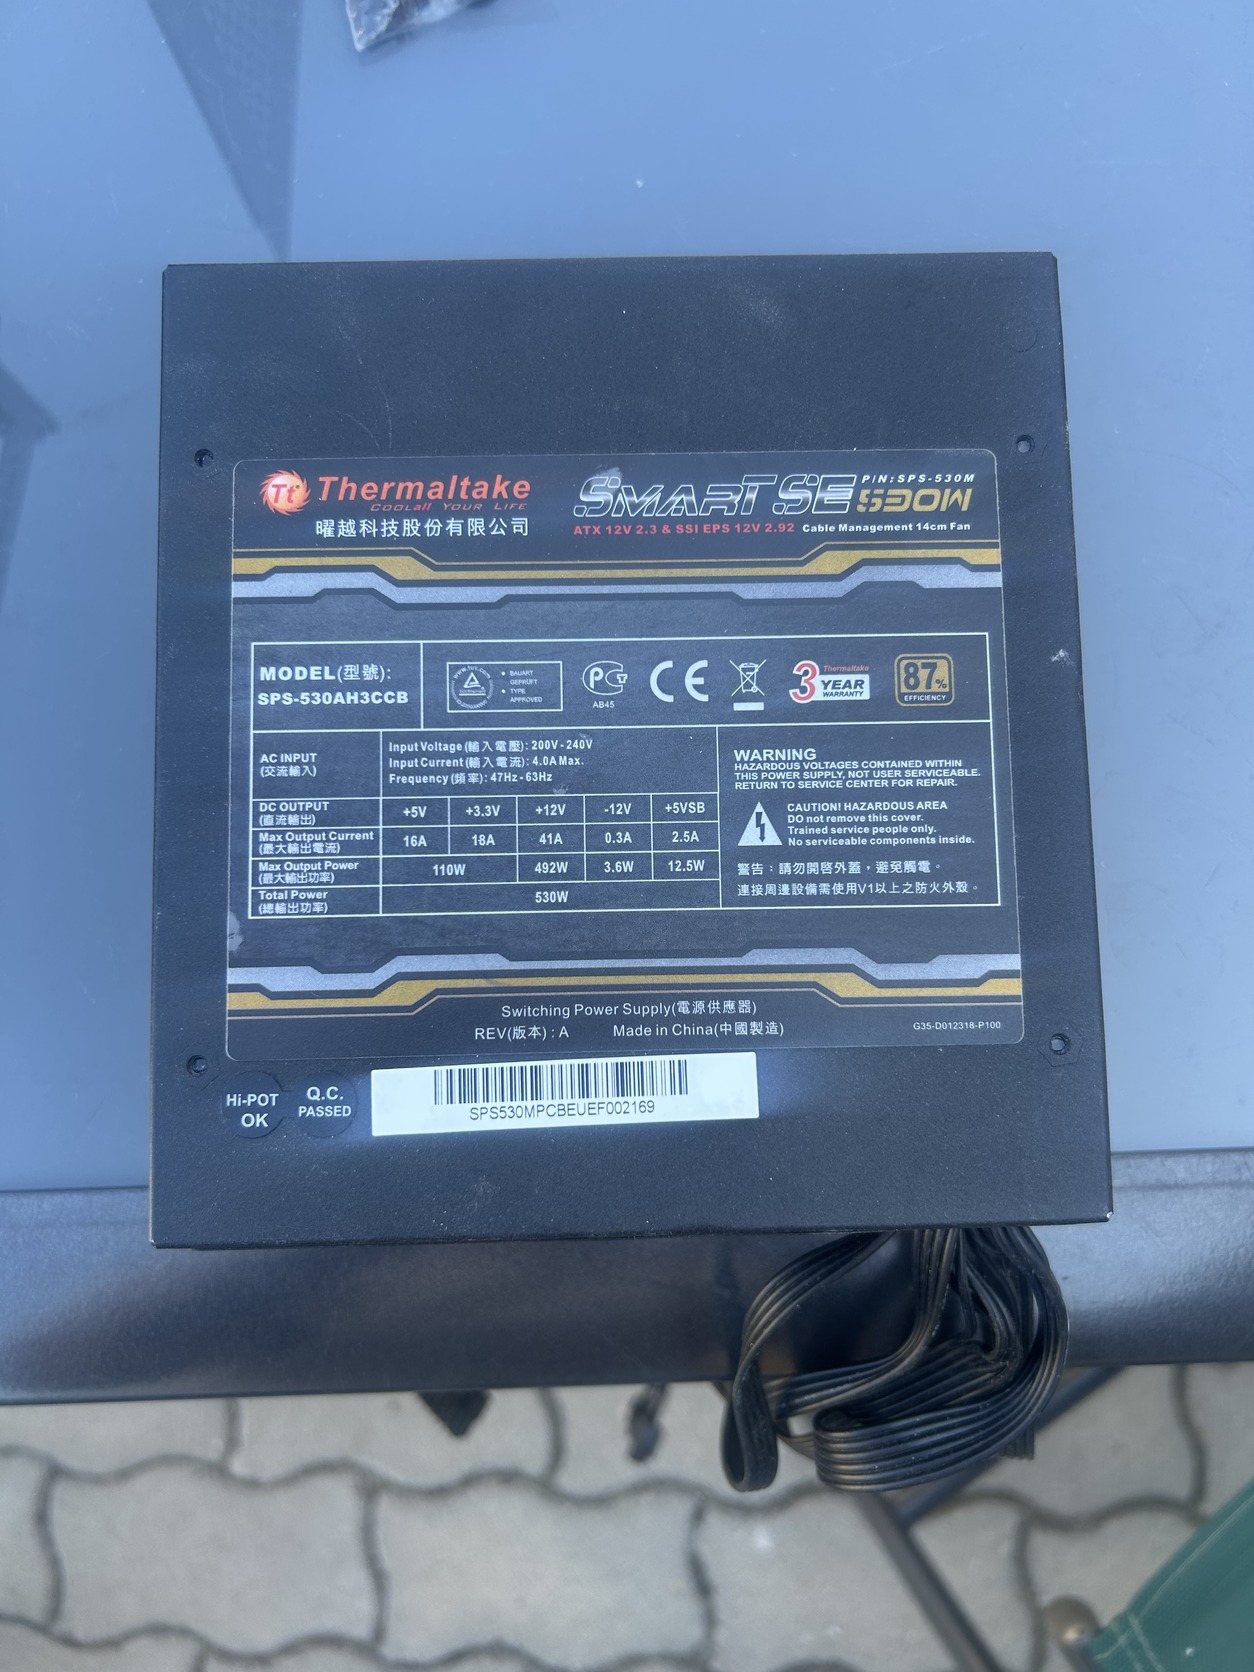 Thermaltake
COOLall YOUR LIFE
曜越科技股份有限公司
SMART SE 530W
P/N:SPS-530M
ATX 12V 2.3 & SSI EPS 12V 2.92 Cable Management 14cm Fan
MODEL(型號):
SPS-530AH3CCB
www.tuv.com
BAUART
GEPRÜFT
TYPE
APPROVED
AB45
CE
Thermaltake
3 YEAR
WARRANTY
87%
EFFICIENCY
AC INPUT
(交流輸入)
Input Voltage (輸入電壓): 200V - 240V
Input Current (輸入電流): 4.0A Max.
Frequency (頻率): 47Hz - 63Hz
DC OUTPUT
(直流輸出)
+5V +3.3V +12V -12V +5VSB
Max Output Current
(最大輸出電流)
16A 18A 41A 0.3A 2.5A
Max Output Power
(最大輸出功率)
110W 492W 3.6W 12.5W
Total Power
(總輸出功率)
530W
WARNING
HAZARDOUS VOLTAGES CONTAINED WITHIN
THIS POWER SUPPLY, NOT USER SERVICEABLE.
RETURN TO SERVICE CENTER FOR REPAIR.
CAUTION! HAZARDOUS AREA
DO not remove this cover.
Trained service people only.
No serviceable components inside.
警告：請勿開啓外蓋，避免觸電。
連接周邊設備需使用V1以上之防火外殼。
Switching Power Supply(電源供應器)
REV(版本) : A Made in China(中國製造)
G35-D012318-P100
Hi-POT
OK
Q.C.
PASSED
SPS530MPCBEUEF002169